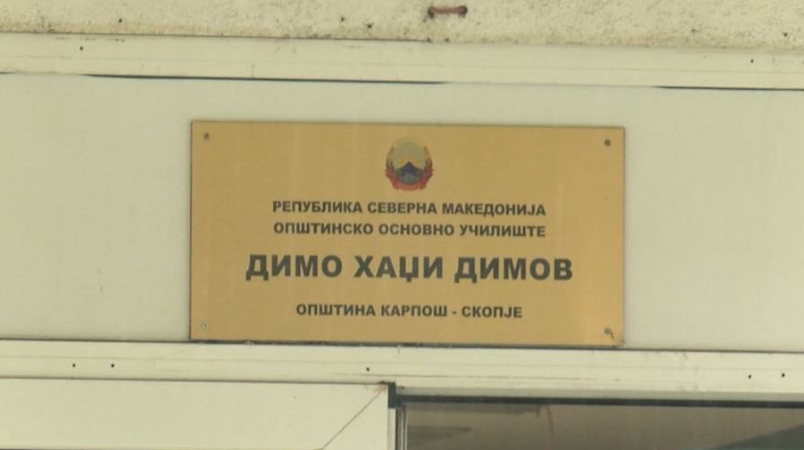 РЕПУБЛИКА СЕВЕРНА МАКЕДОНИЈА
ОПШТИНСКО ОСНОВНО УЧИЛИШТЕ
ДИМО ХАЏИ ДИМОВ
ОПШТИНА КАРПОШ - СКОПЈЕ